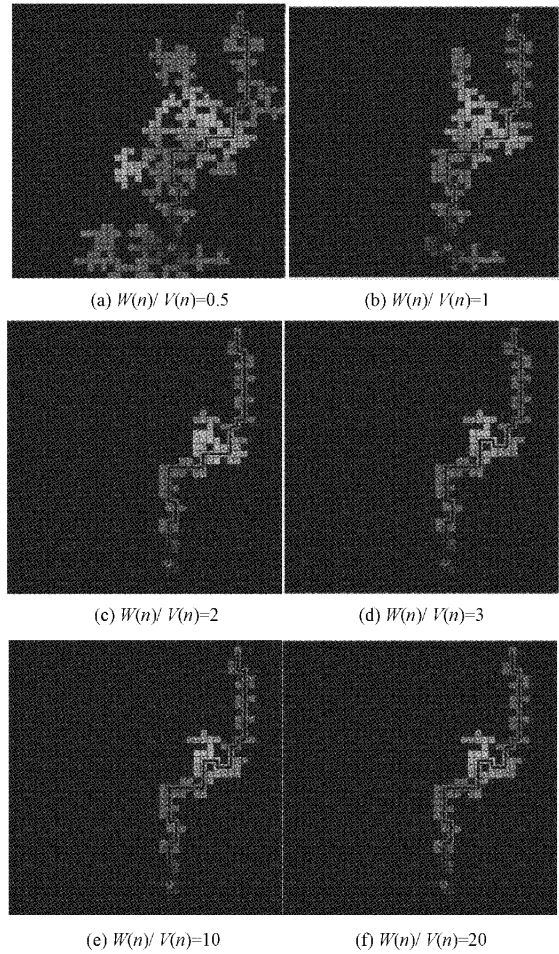 (a) W(n)/ V(n)=0.5
(b) W(n)/ V(n)=1
(c) W(n)/ V(n)=2
(d) W(n)/ V(n)=3
(e) W(n)/ V(n)=10
(f) W(n)/ V(n)=20